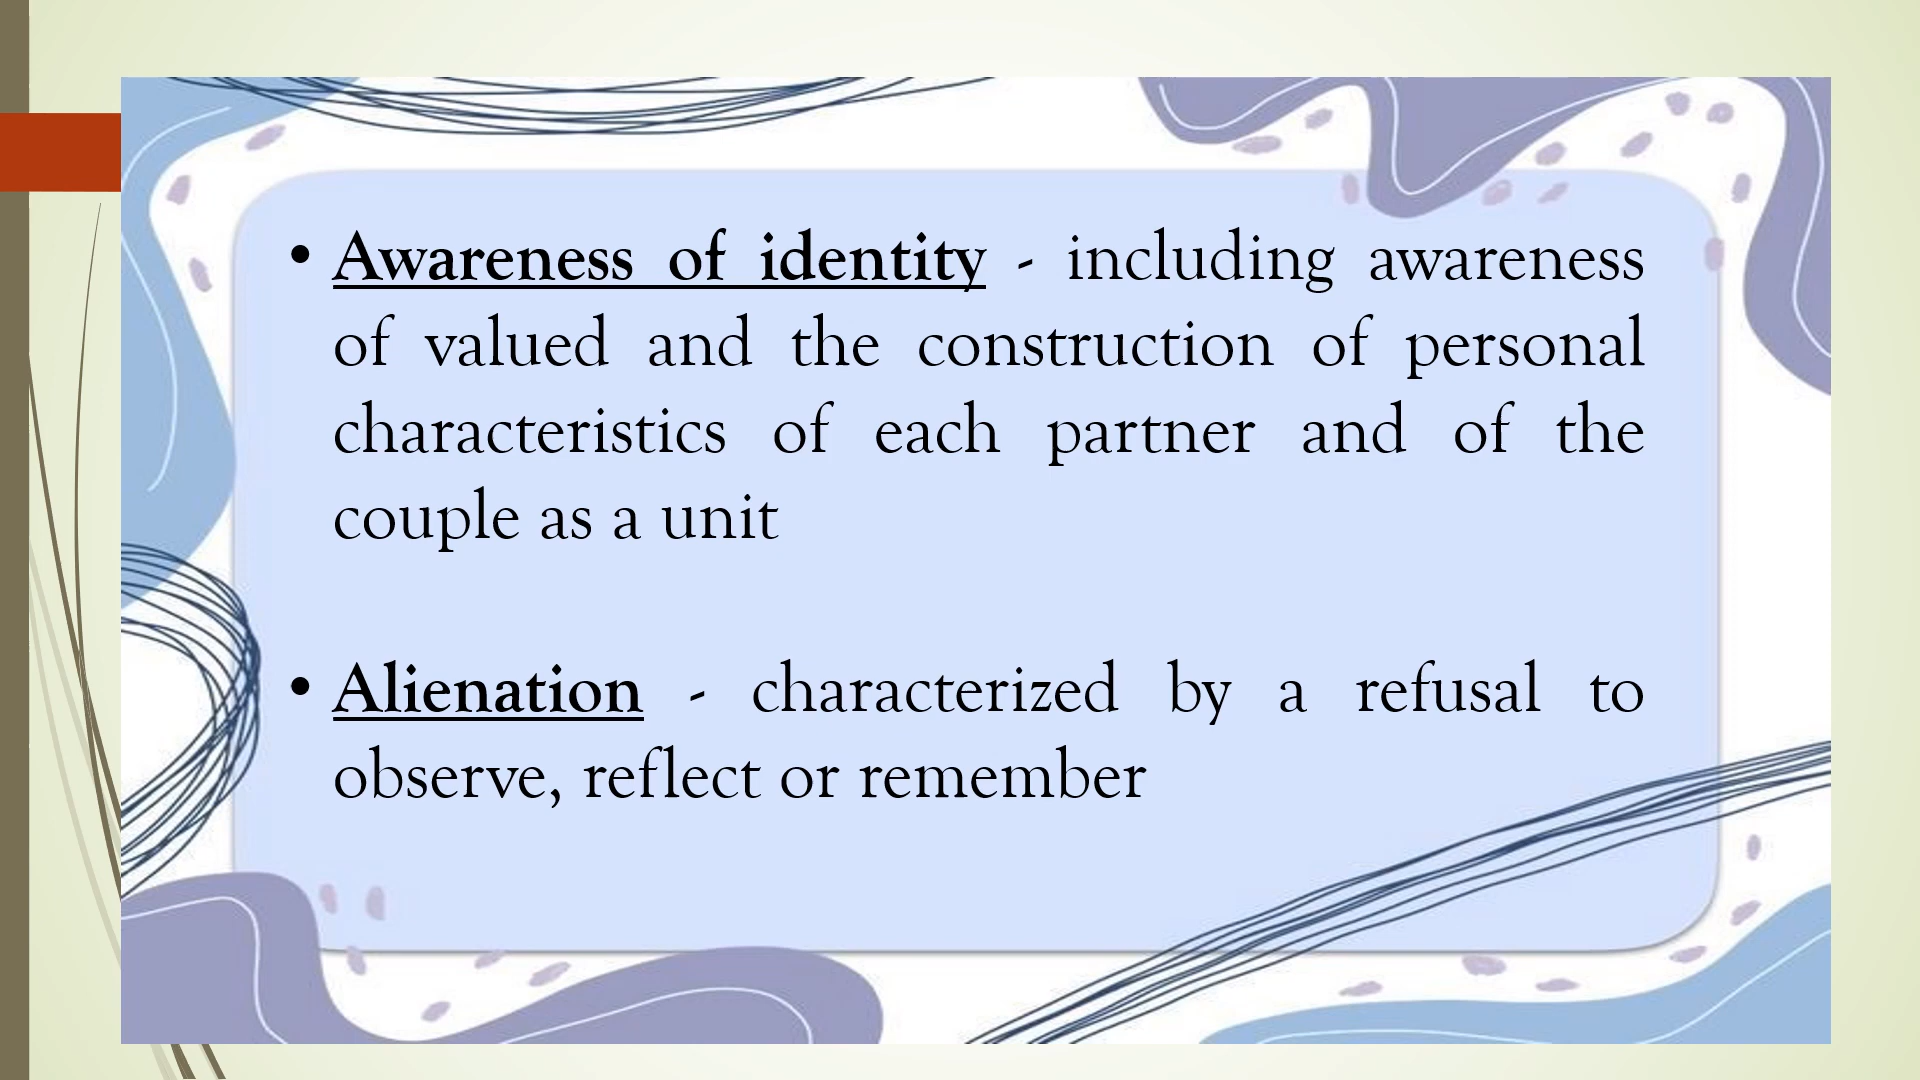 • Awareness of identity - including awareness
of valued and the construction of personal
characteristics of each partner and of the
couple as a unit
• Alienation - characterized by a refusal to
observe, reflect or remember